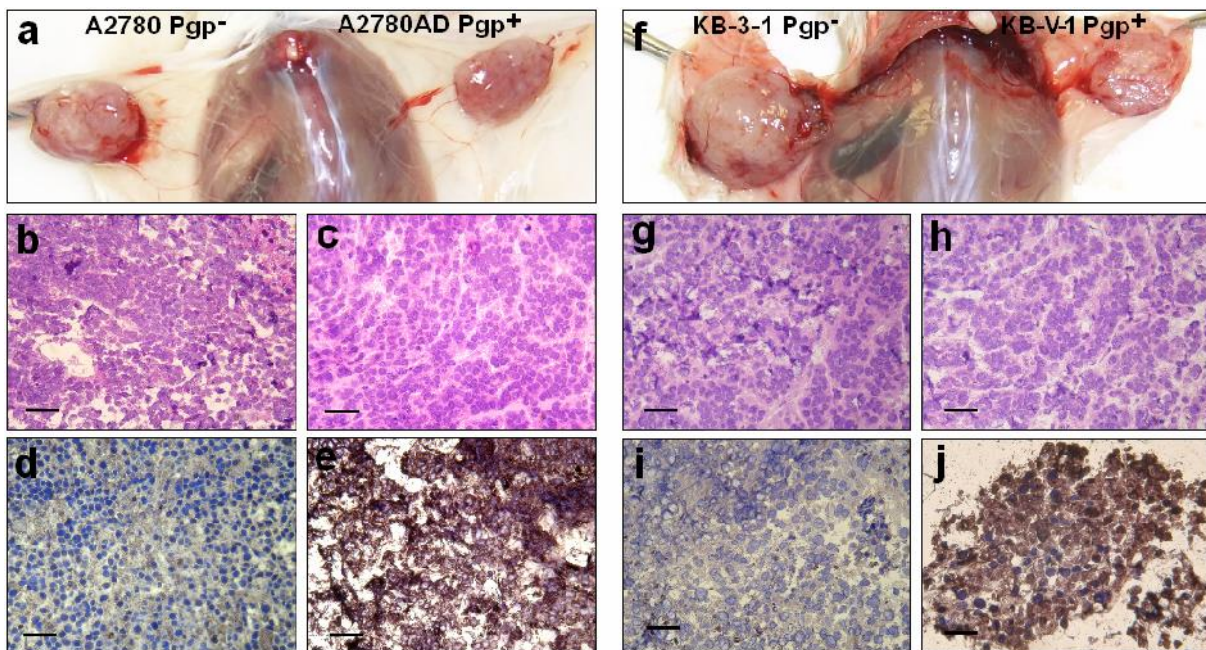 a A2780 Pgp- A2780AD Pgp+
f KB-3-1 Pgp- KB-V-1 Pgp+
b c g h
d e i j